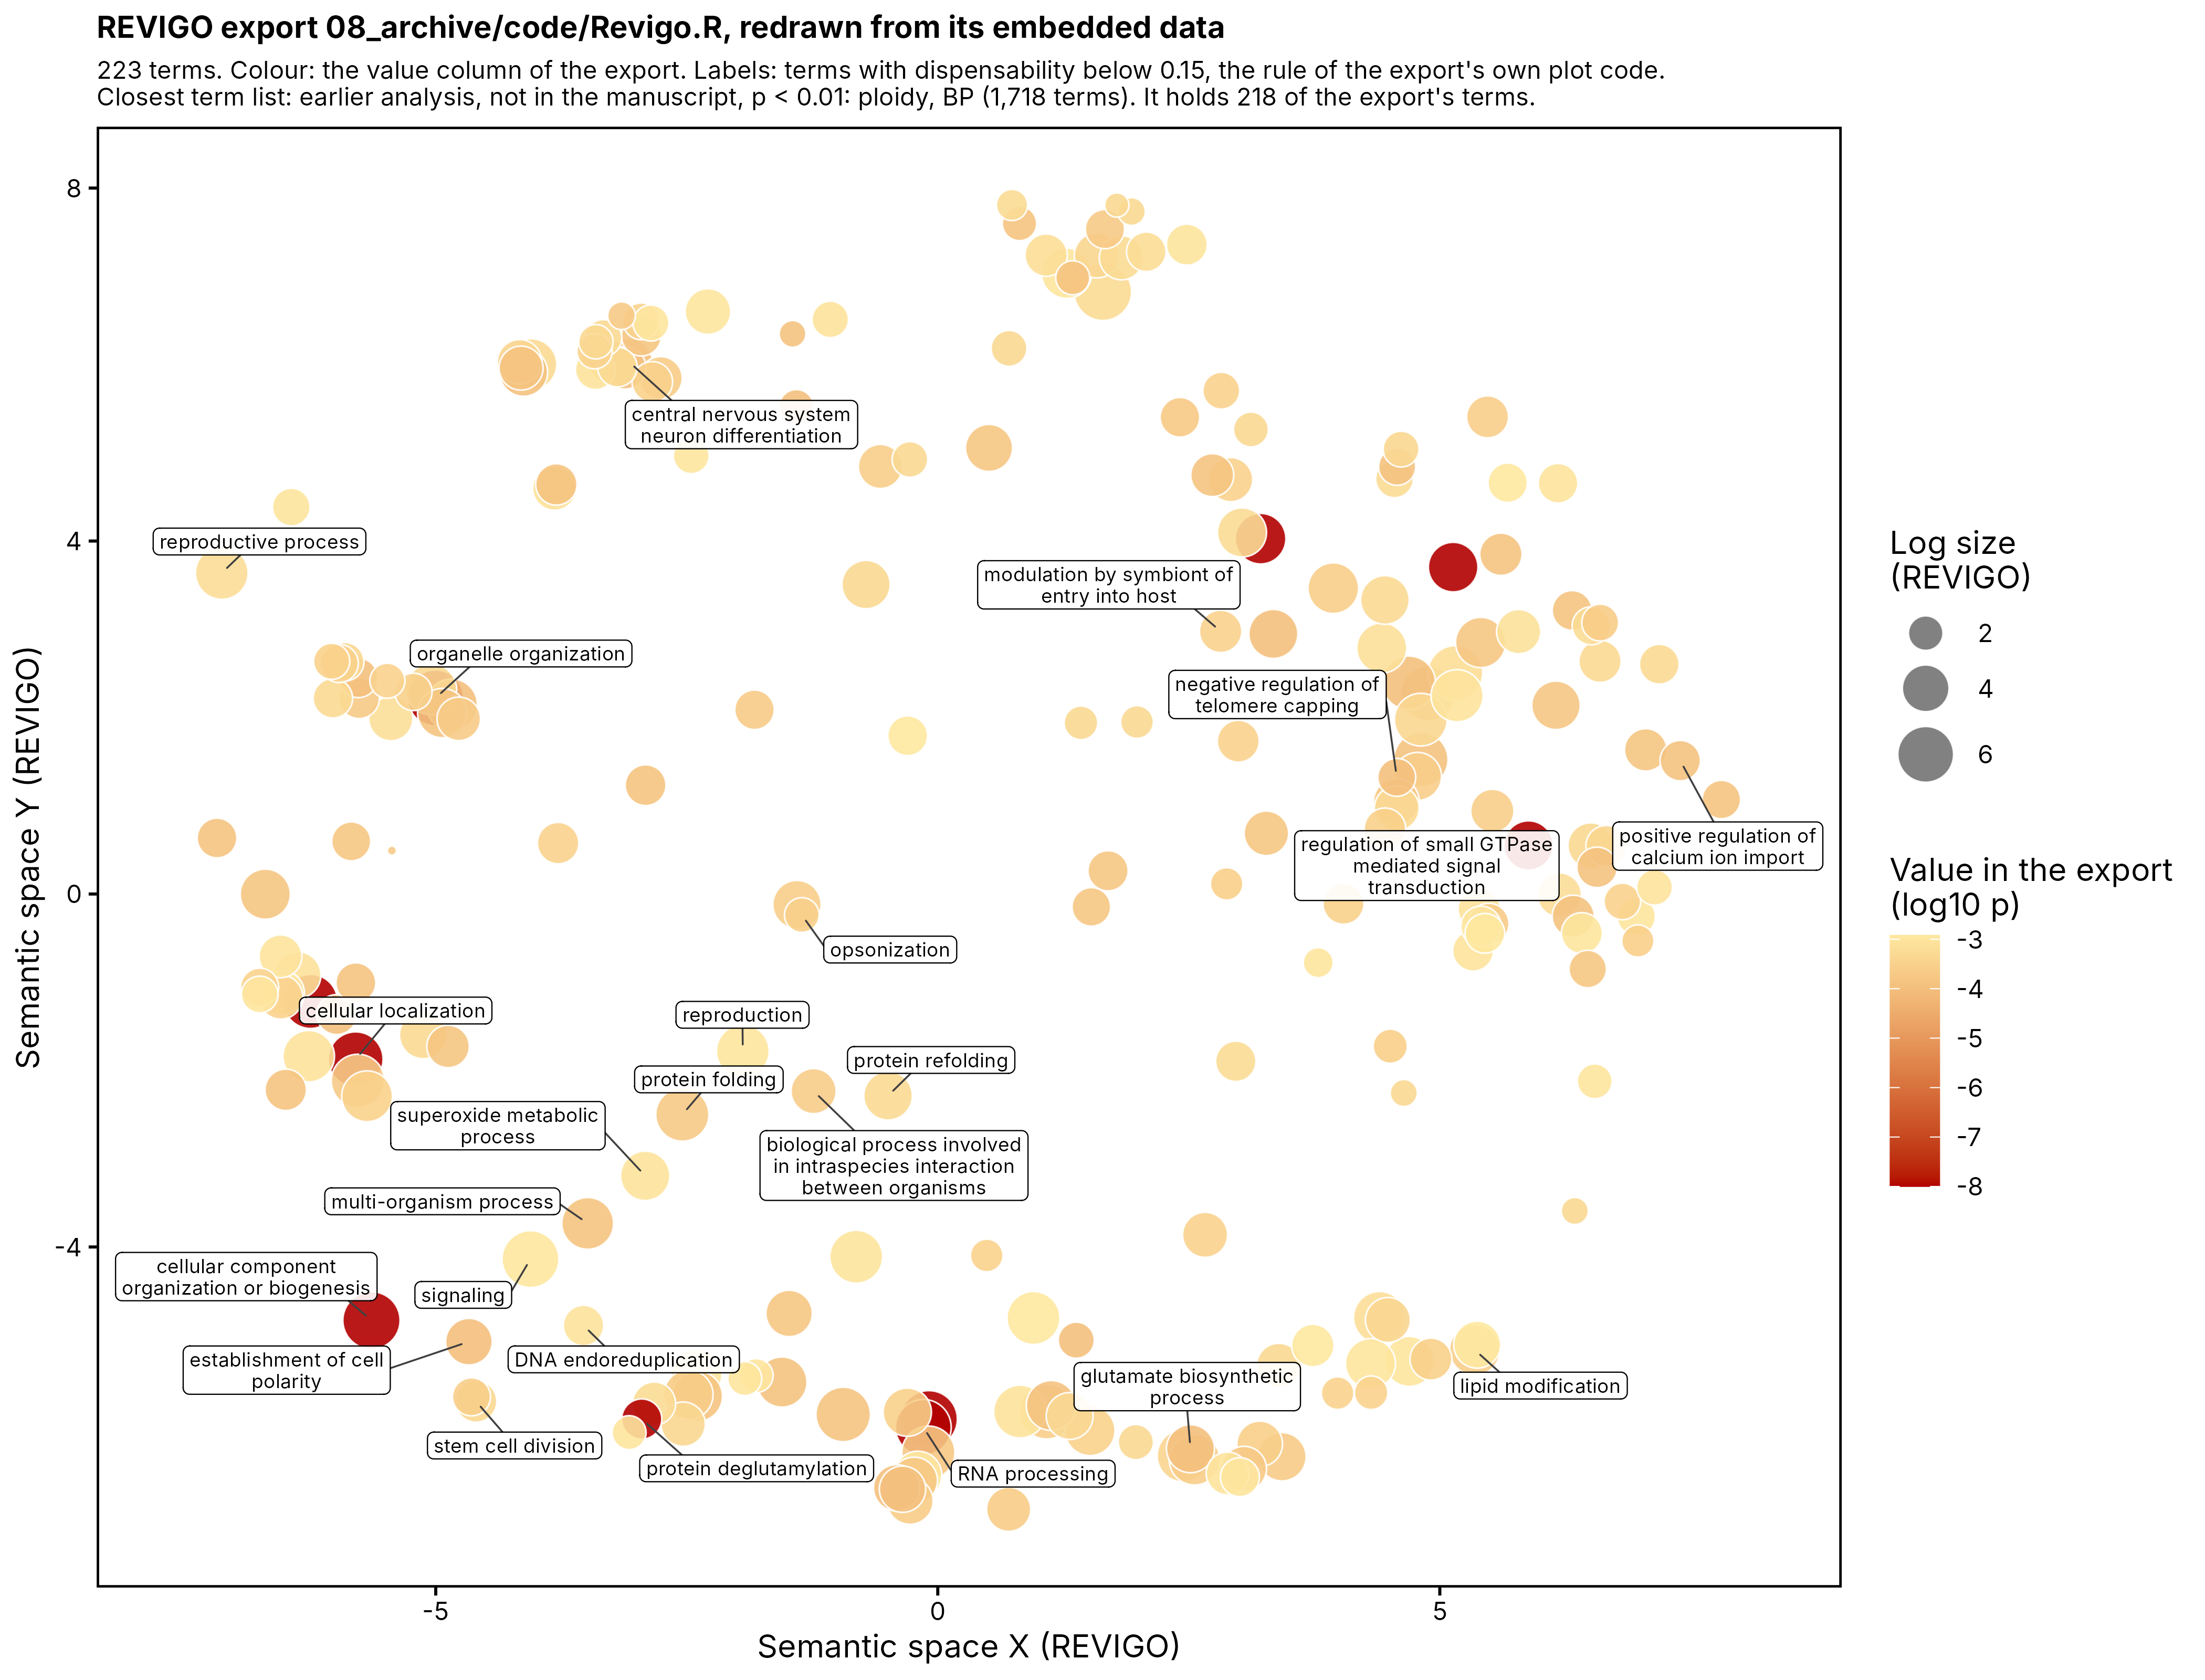 REVIGO export 08_archive/code/Revigo.R, redrawn from its embedded data
223 terms. Colour: the value column of the export. Labels: terms with dispensability below 0.15, the rule of the export's own plot code.
Closest term list: earlier analysis, not in the manuscript, p < 0.01: ploidy, BP (1,718 terms). It holds 218 of the export's terms.
8
4
0
-4
Semantic space Y (REVIGO)
central nervous system
neuron differentiation
reproductive process
modulation by symbiont of
entry into host
organelle organization
negative regulation of
telomere capping
regulation of small GTPase
mediated signal
transduction
positive regulation of
calcium ion import
opsonization
cellular localization
reproduction
protein refolding
protein folding
superoxide metabolic
process
biological process involved
in intraspecies interaction
between organisms
multi-organism process
cellular component
organization or biogenesis
signaling
establishment of cell
polarity
DNA endoreduplication
glutamate biosynthetic
process
lipid modification
stem cell division
protein deglutamylation
RNA processing
-5
0
5
Semantic space X (REVIGO)
Log size
(REVIGO)
2
4
6
Value in the export
(log10 p)
-3
-4
-5
-6
-7
-8